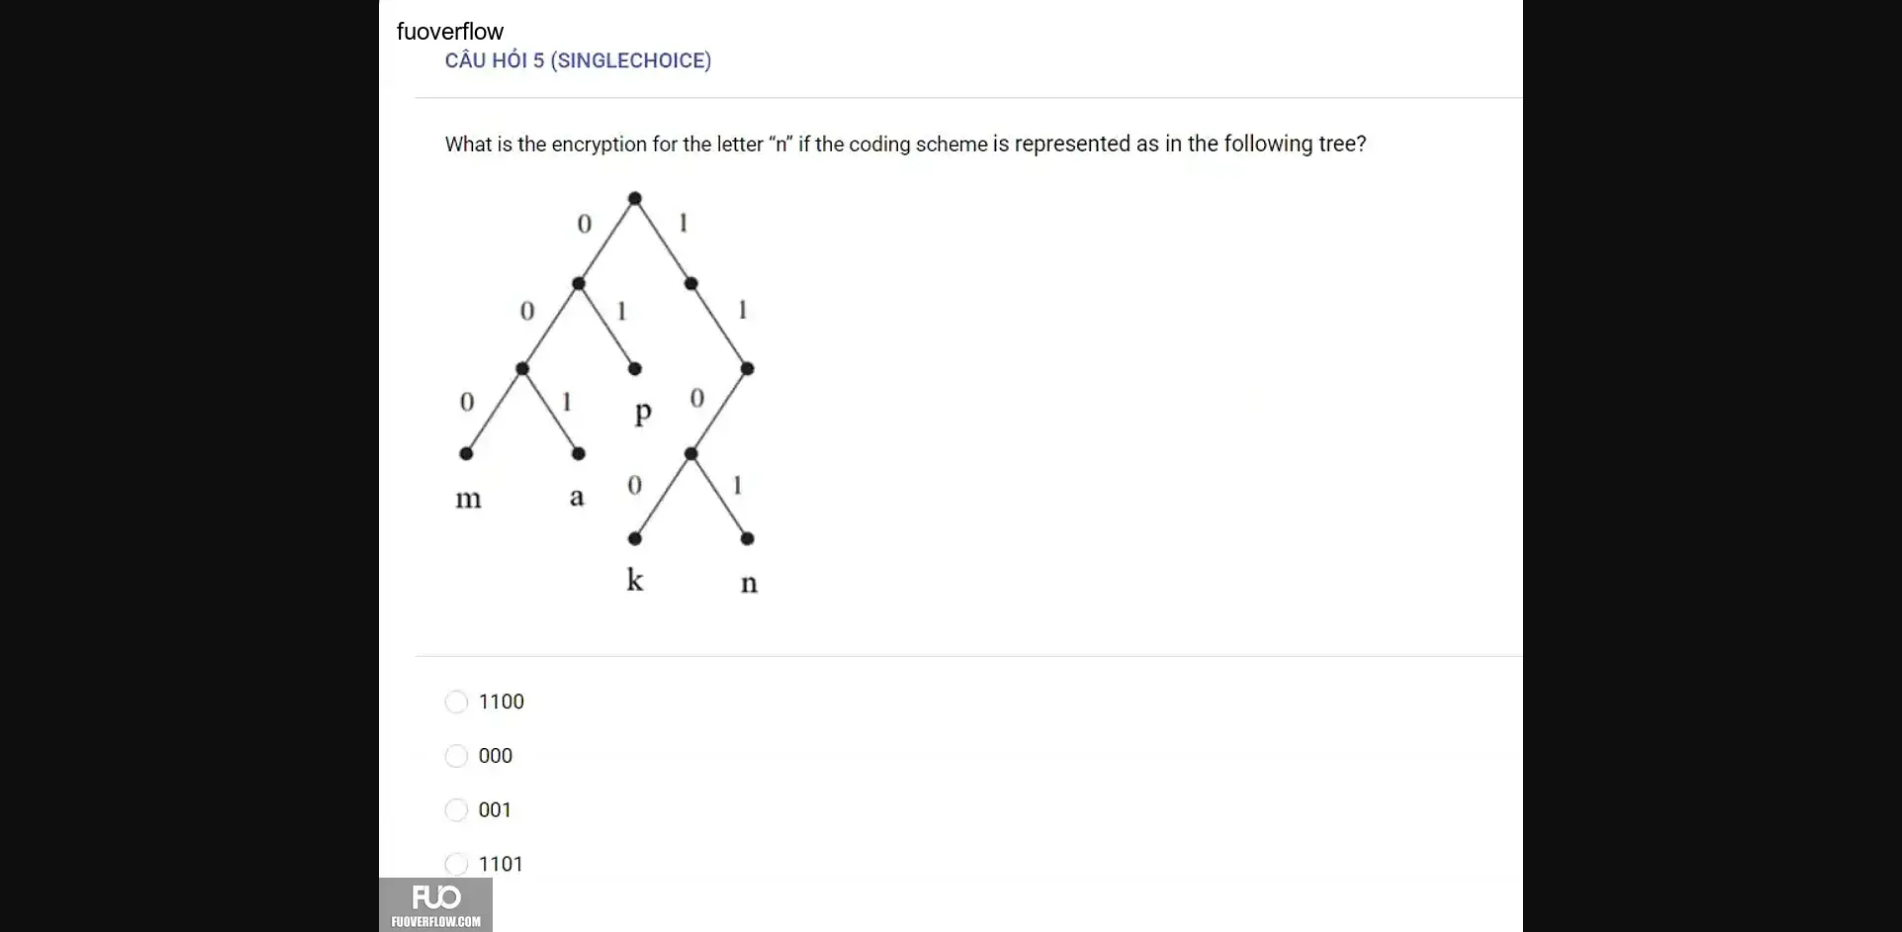 fuoverflow
CÂU HỎI 5 (SINGLECHOICE)
What is the encryption for the letter “n” if the coding scheme is represented as in the following tree?
0 1
0 1 1
0 1 p 0
m a 0 1
k n
1100
000
001
1101
FUO
FUOVERFLOW.COM